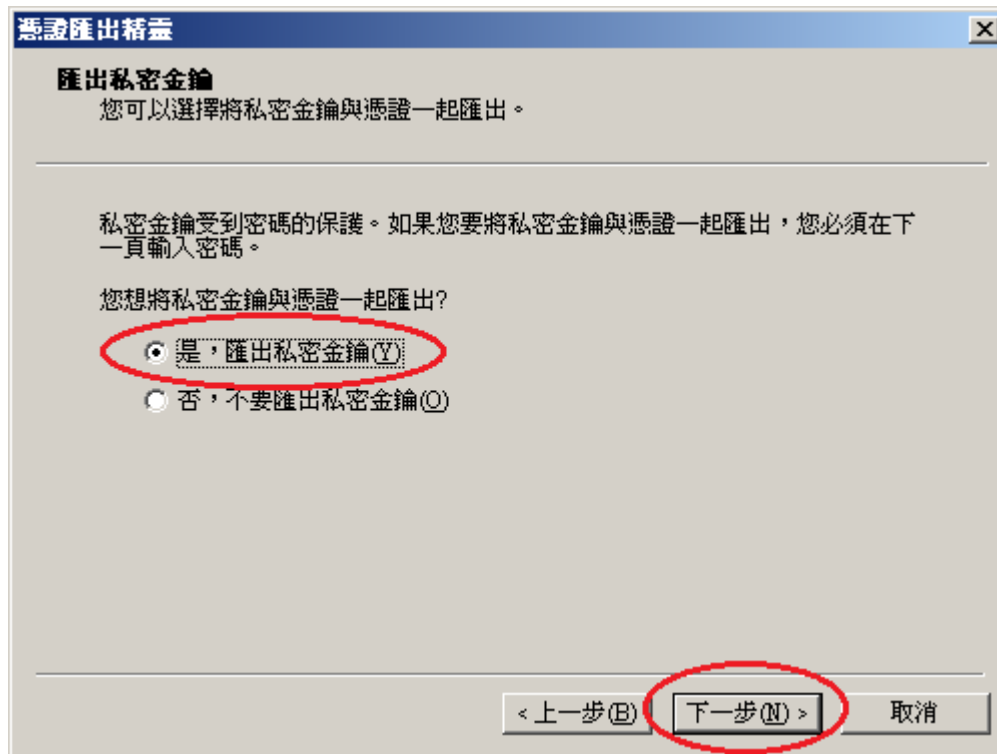 憑證匯出精靈
匯出私密金鑰
您可以選擇將私密金鑰與憑證一起匯出。
私密金鑰受到密碼的保護。如果您要將私密金鑰與憑證一起匯出，您必須在下
一頁輸入密碼。
您想將私密金鑰與憑證一起匯出?
是，匯出私密金鑰(Y)
否，不要匯出私密金鑰(O)
<上一步(B) 下一步(N) > 取消